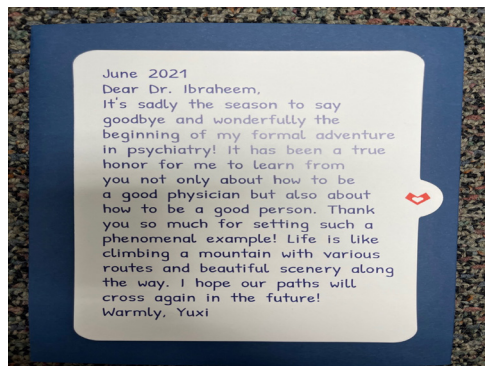 June 2021
Dear Dr. Ibraheem,
It's sadly the season to say
goodbye and wonderfully the
beginning of my formal adventure
in psychiatry! It has been a true
honor for me to learn from
you not only about how to be
a good physician but also about
how to be a good person. Thank
you so much for setting such a
phenomenal example! Life is like
climbing a mountain with various
routes and beautiful scenery along
the way. I hope our paths will
cross again in the future!
Warmly, Yuxi